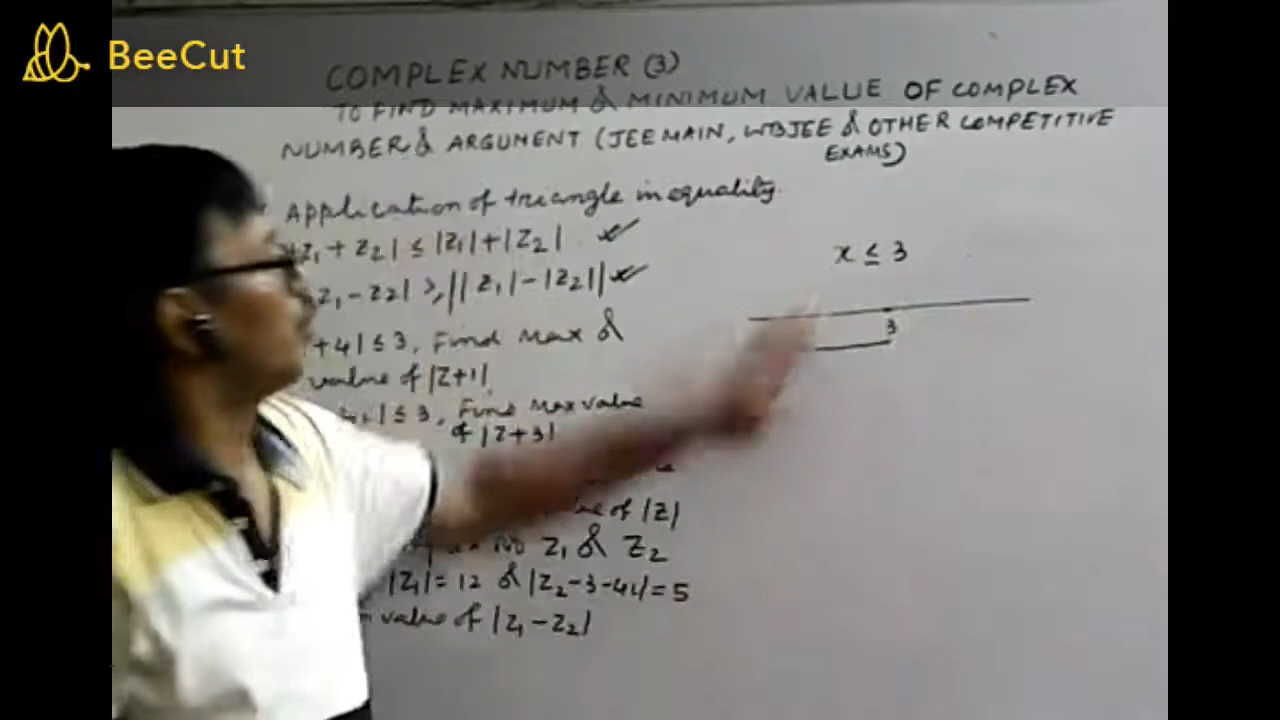 BeeCut
COMPLEX NUMBER (3)
TO FIND MAXIMUM & MINIMUM VALUE OF COMPLEX
NUMBER & ARGUMENT (JEE MAIN, WBJEE & OTHER COMPETITIVE
EXAMS)
Application of triangle inequality.
z₁ + z₂| ≤ |z₁|+|z₂|
z₁ - z₂| ≥ ||z₁|-|z₂||
x ≤ 3
3
+4| ≤ 3, Find Max &
value of |z+1|
| ≤ 3, Find Max value
of |z+3|
of |z|
No z₁ & z₂
|z₁|= 12 & |z₂-3-4i|= 5
value of |z₁ - z₂|